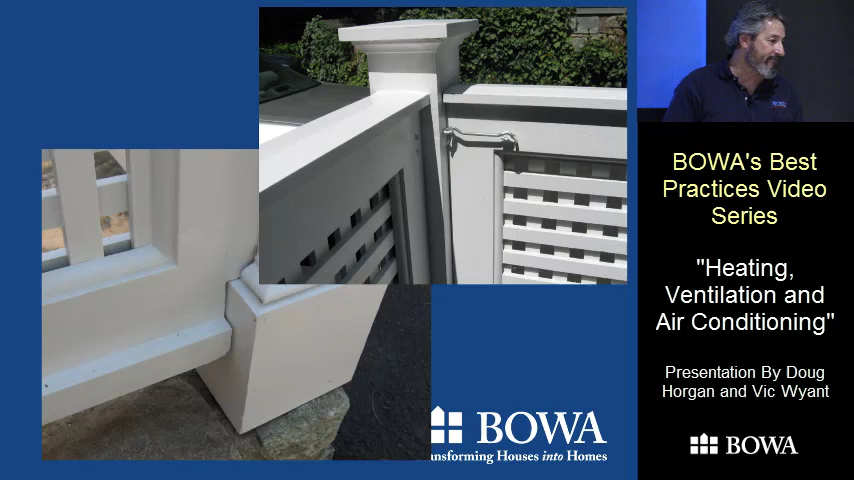 BOWA's Best
Practices Video
Series
"Heating,
Ventilation and
Air Conditioning"
Presentation By Doug
Horgan and Vic Wyant
BOWA
BOWA
nsforming Houses into Homes